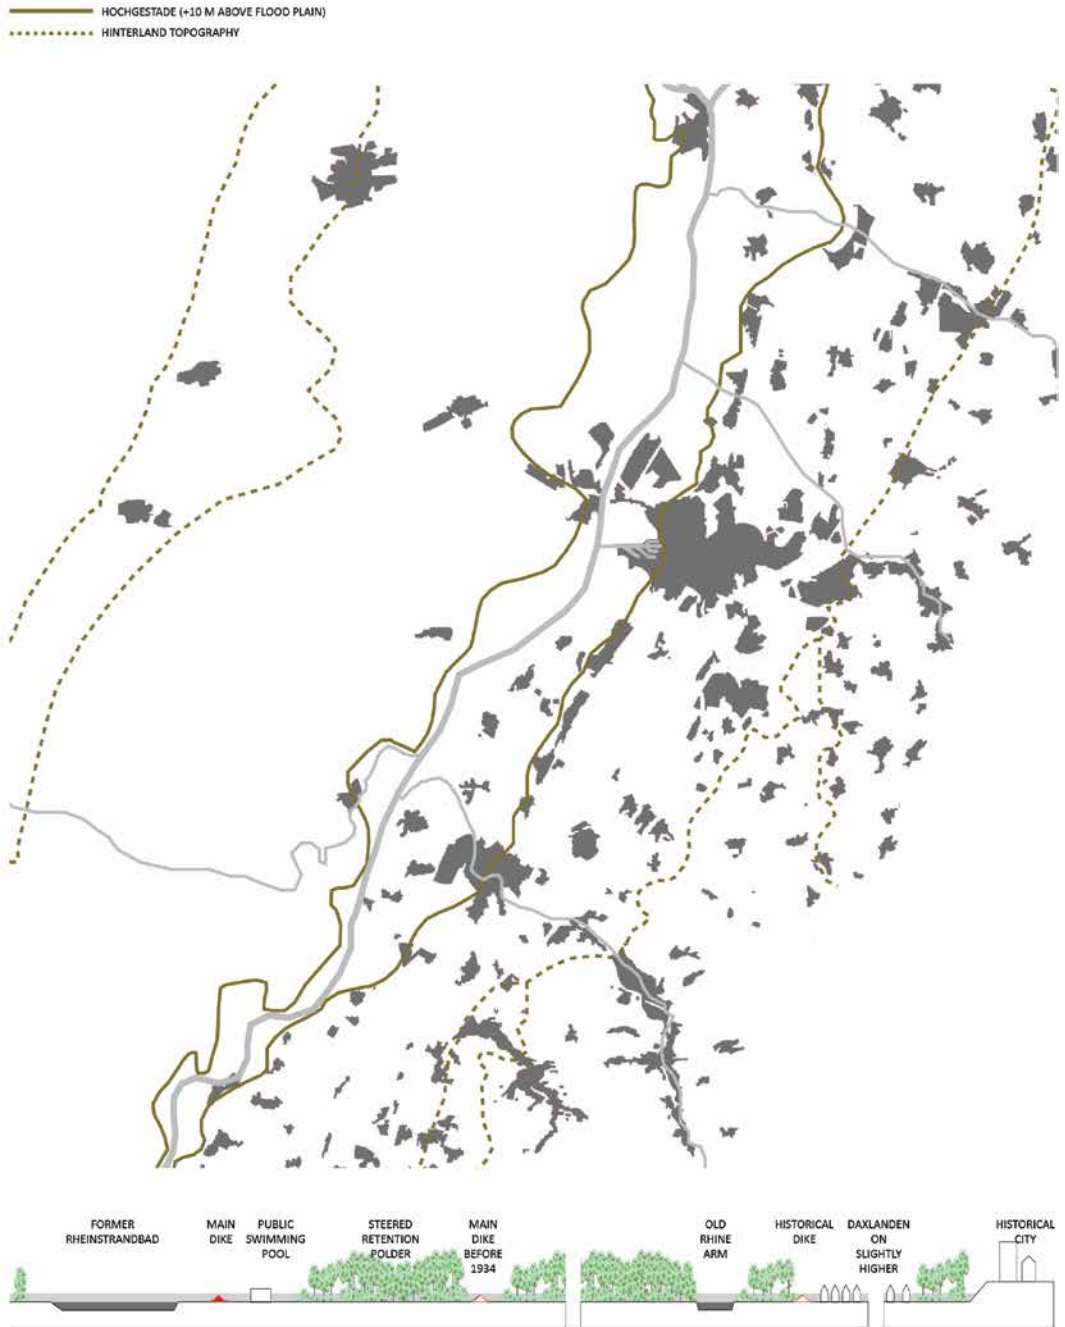 HOCHGESTADE (+10 M ABOVE FLOOD PLAIN)
HINTERLAND TOPOGRAPHY
FORMER
RHEINSTRANDBAD
MAIN
DIKE
PUBLIC
SWIMMING
POOL
STEERED
RETENTION
POLDER
MAIN
DIKE
BEFORE
1934
OLD
RHINE
ARM
HISTORICAL
DIKE
DAXLANDEN
ON
SLIGHTLY
HIGHER
HISTORICAL
CITY